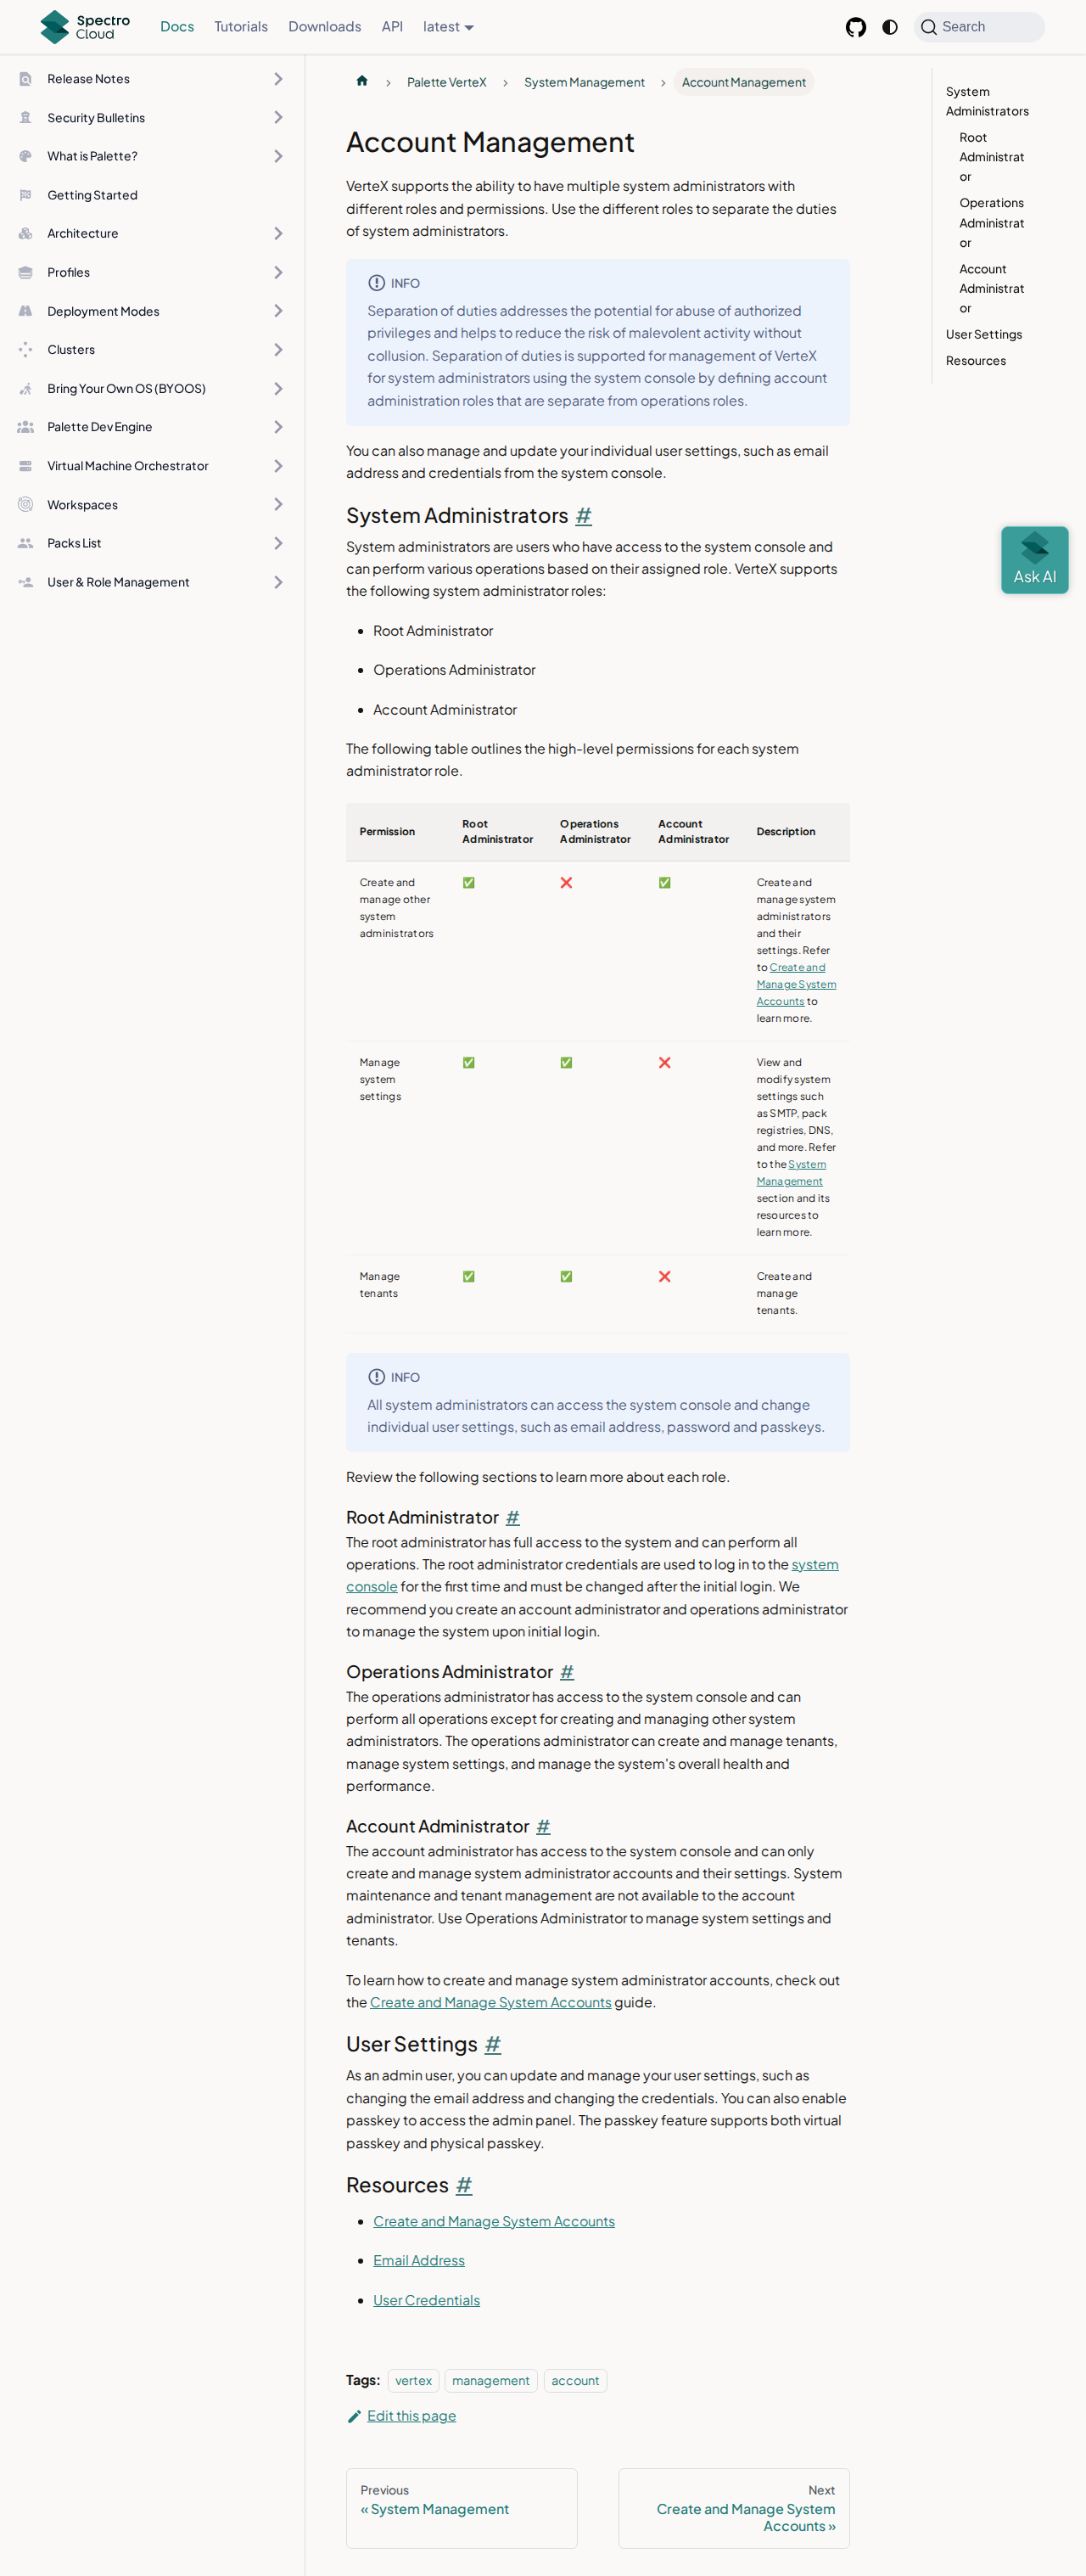 Spectro Cloud
Docs
Tutorials
Downloads
API
latest
Search
Release Notes
Security Bulletins
What is Palette?
Getting Started
Architecture
Profiles
Deployment Modes
Clusters
Bring Your Own OS (BYOOS)
Palette Dev Engine
Virtual Machine Orchestrator
Workspaces
Packs List
User & Role Management
Palette VerteX
System Management
Account Management
Account Management
VerteX supports the ability to have multiple system administrators with
different roles and permissions. Use the different roles to separate the duties
of system administrators.
INFO
Separation of duties addresses the potential for abuse of authorized
privileges and helps to reduce the risk of malevolent activity without
collusion. Separation of duties is supported for management of VerteX
for system administrators using the system console by defining account
administration roles that are separate from operations roles.
You can also manage and update your individual user settings, such as email
address and credentials from the system console.
System Administrators #
System administrators are users who have access to the system console and
can perform various operations based on their assigned role. VerteX supports
the following system administrator roles:
Root Administrator
Operations Administrator
Account Administrator
The following table outlines the high-level permissions for each system
administrator role.
Permission
Root
Administrator
Operations
Administrator
Account
Administrator
Description
Create and
manage other
system
administrators
✅
❌
✅
Create and
manage system
administrators
and their
settings. Refer
to Create and
Manage System
Accounts to
learn more.
Manage
system
settings
✅
✅
❌
View and
modify system
settings such
as SMTP, pack
registries, DNS,
and more. Refer
to the System
Management
section and its
resources to
learn more.
Manage
tenants
✅
✅
❌
Create and
manage
tenants.
INFO
All system administrators can access the system console and change
individual user settings, such as email address, password and passkeys.
Review the following sections to learn more about each role.
Root Administrator #
The root administrator has full access to the system and can perform all
operations. The root administrator credentials are used to log in to the system
console for the first time and must be changed after the initial login. We
recommend you create an account administrator and operations administrator
to manage the system upon initial login.
Operations Administrator #
The operations administrator has access to the system console and can
perform all operations except for creating and managing other system
administrators. The operations administrator can create and manage tenants,
manage system settings, and manage the system's overall health and
performance.
Account Administrator #
The account administrator has access to the system console and can only
create and manage system administrator accounts and their settings. System
maintenance and tenant management are not available to the account
administrator. Use Operations Administrator to manage system settings and
tenants.
To learn how to create and manage system administrator accounts, check out
the Create and Manage System Accounts guide.
User Settings #
As an admin user, you can update and manage your user settings, such as
changing the email address and changing the credentials. You can also enable
passkey to access the admin panel. The passkey feature supports both virtual
passkey and physical passkey.
Resources #
Create and Manage System Accounts
Email Address
User Credentials
Tags: vertex management account
Edit this page
Previous
« System Management
Next
Create and Manage System
Accounts »
System
Administrators
Root
Administrat
or
Operations
Administrat
or
Account
Administrat
or
User Settings
Resources
Ask AI